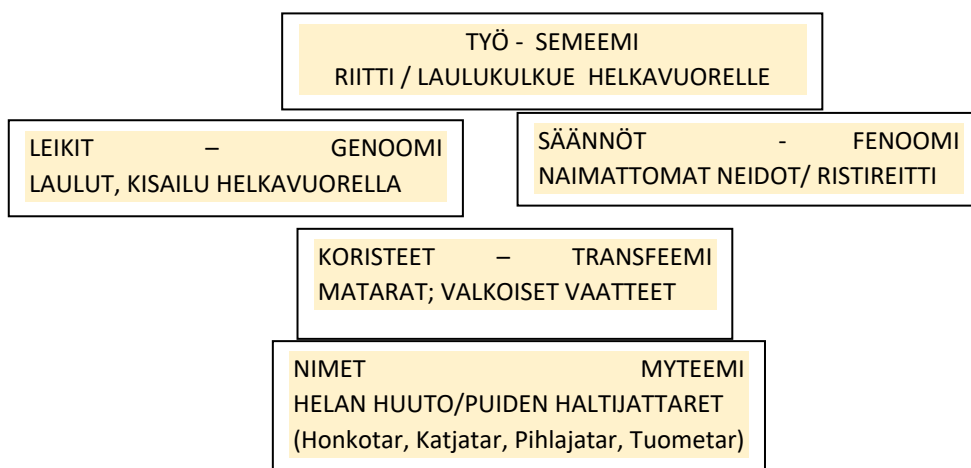 TYÖ - SEMEEMI
RIITTI / LAULUKULKUE HELKAVUORELLE
LEIKIT – GENOOMI
LAULUT, KISAILU HELKAVUORELLA
SÄÄNNÖT - FENOOMI
NAIMATTOMAT NEIDOT/ RISTIREITTI
KORISTEET – TRANSFEEMI
MATARAT; VALKOISET VAATTEET
NIMET MYTEEMI
HELAN HUUTO/PUIDEN HALTIJATTARET
(Honkotar, Katjatar, Pihlajatar, Tuometar)